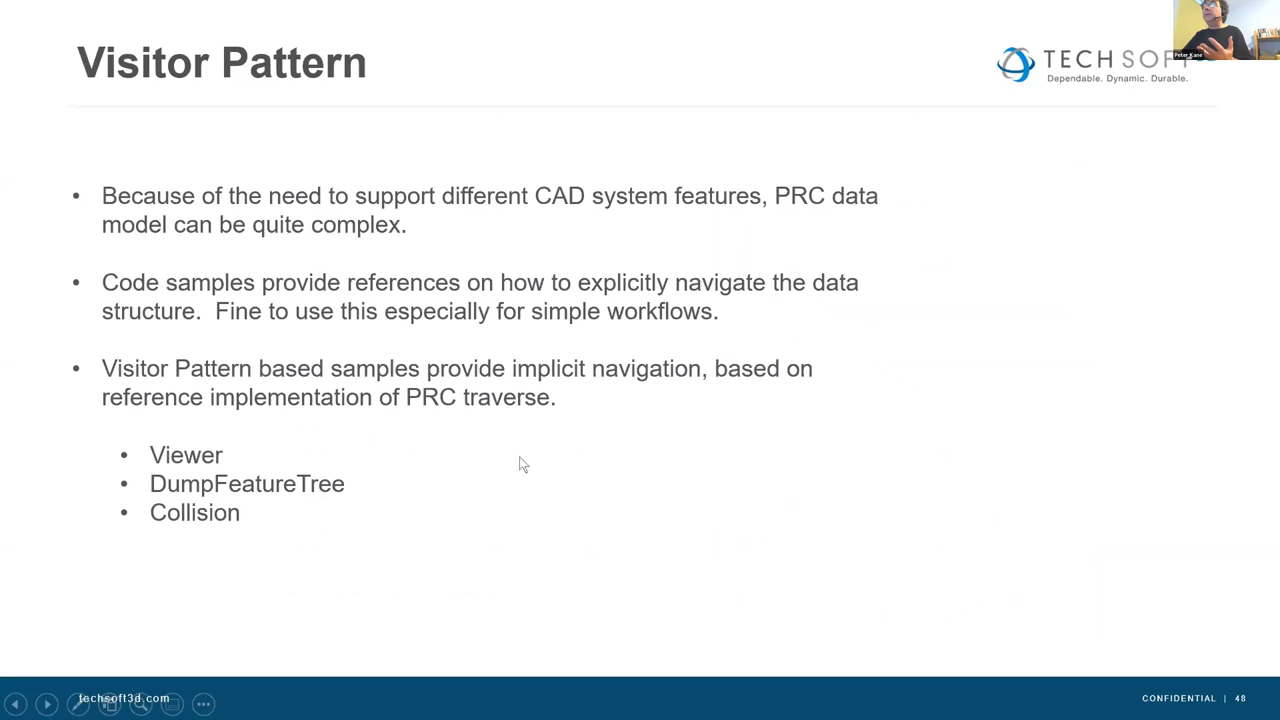 Visitor Pattern
TECH SOFT
Dependable. Dynamic. Durable.
Peter Kane
• Because of the need to support different CAD system features, PRC data
model can be quite complex.
• Code samples provide references on how to explicitly navigate the data
structure.  Fine to use this especially for simple workflows.
• Visitor Pattern based samples provide implicit navigation, based on
reference implementation of PRC traverse.
• Viewer
• DumpFeatureTree
• Collision
techsoft3d.com
CONFIDENTIAL | 48